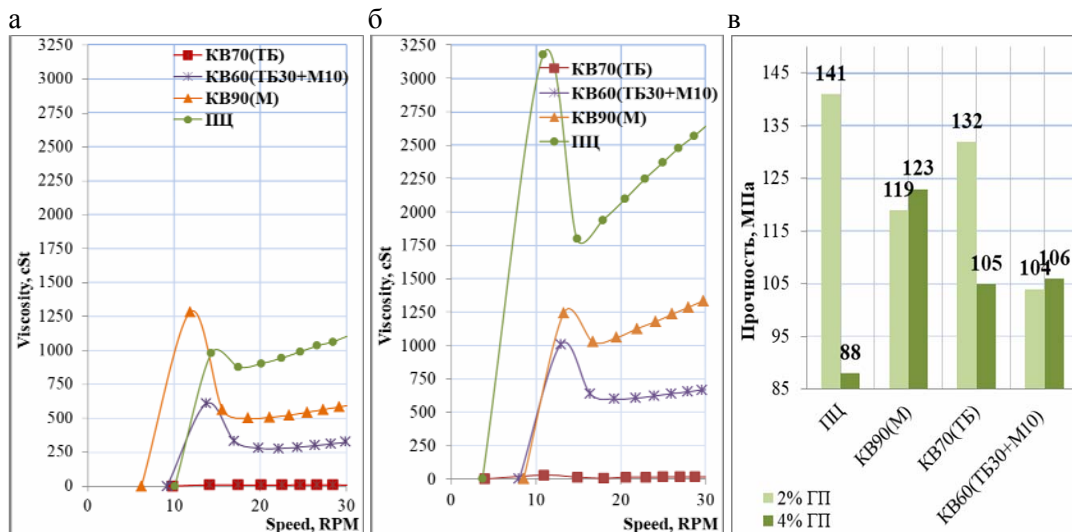 а
3250
3000
2750
2500
2250
2000
1750
1500
1250
1000
750
500
250
0
Viscosity, cSt
КВ70(ТБ)
КВ60(ТБ30+М10)
КВ90(М)
ПЦ
0
10
20
30
Speed, RPM
б
3250
3000
2750
2500
2250
2000
1750
1500
1250
1000
750
500
250
0
Viscosity, cSt
КВ70(ТБ)
КВ60(ТБ30+М10)
КВ90(М)
ПЦ
0
10
20
30
Speed, RPM
в
145
135
125
115
105
95
85
Прочность, МПа
141
88
119
123
132
105
104
106
ПЦ
КВ90(М)
КВ70(ТБ)
КВ60(ТБ30+М10)
2% ГП
4% ГП